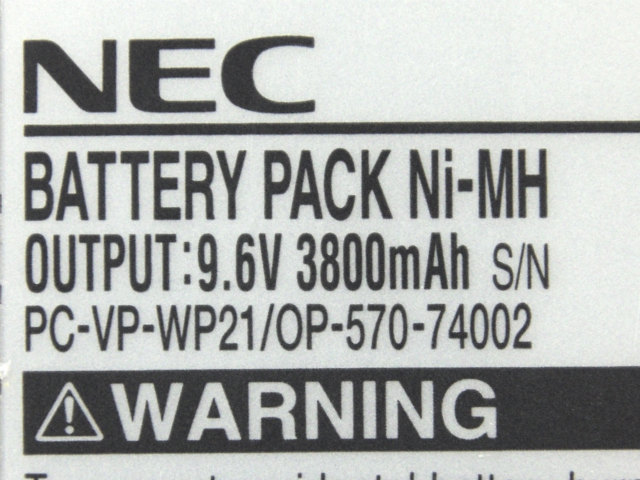 NEC
BATTERY PACK Ni-MH
OUTPUT:9.6V 3800mAh S/N
PC-VP-WP21/OP-570-74002
WARNING